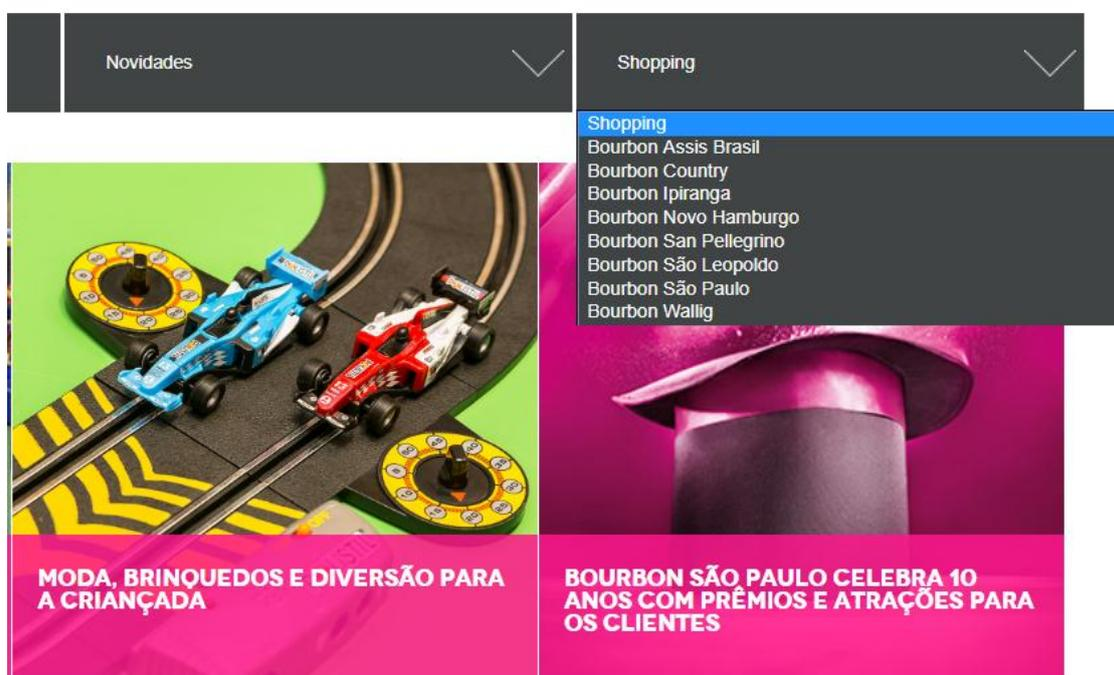 Novidades
Shopping
Shopping
Bourbon Assis Brasil
Bourbon Country
Bourbon Ipiranga
Bourbon Novo Hamburgo
Bourbon San Pellegrino
Bourbon São Leopoldo
Bourbon São Paulo
Bourbon Wallig
MODA, BRINQUEDOS E DIVERSÃO PARA
A CRIANÇADA
BOURBON SÃO PAULO CELEBRA 10
ANOS COM PRÊMIOS E ATRAÇÕES PARA
OS CLIENTES